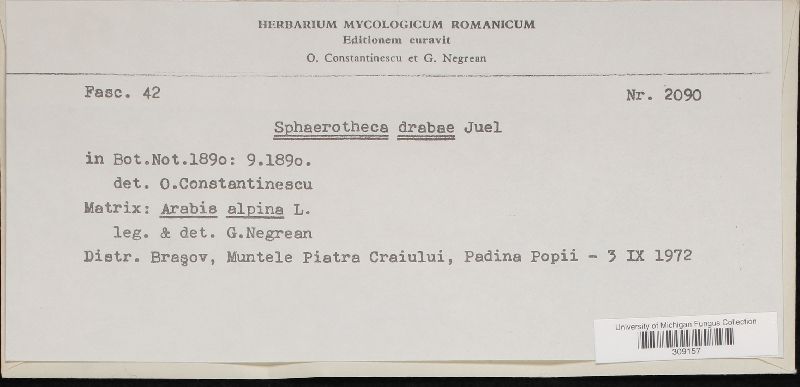 HERBARIUM MYCOLOGICUM ROMANICUM
Editionem curavit
O. Constantinescu et G. Negrean
Fasc. 42
Nr. 2090
Sphaerotheca drabae Juel
in Bot.Not.189o: 9.189o.
det. O.Constantinescu
Matrix: Arabis alpina L.
leg. & det. G.Negrean
Distr. Braşov, Muntele Piatra Craiului, Padina Popii - 3 IX 1972
University of Michigan Fungus Collection
309157